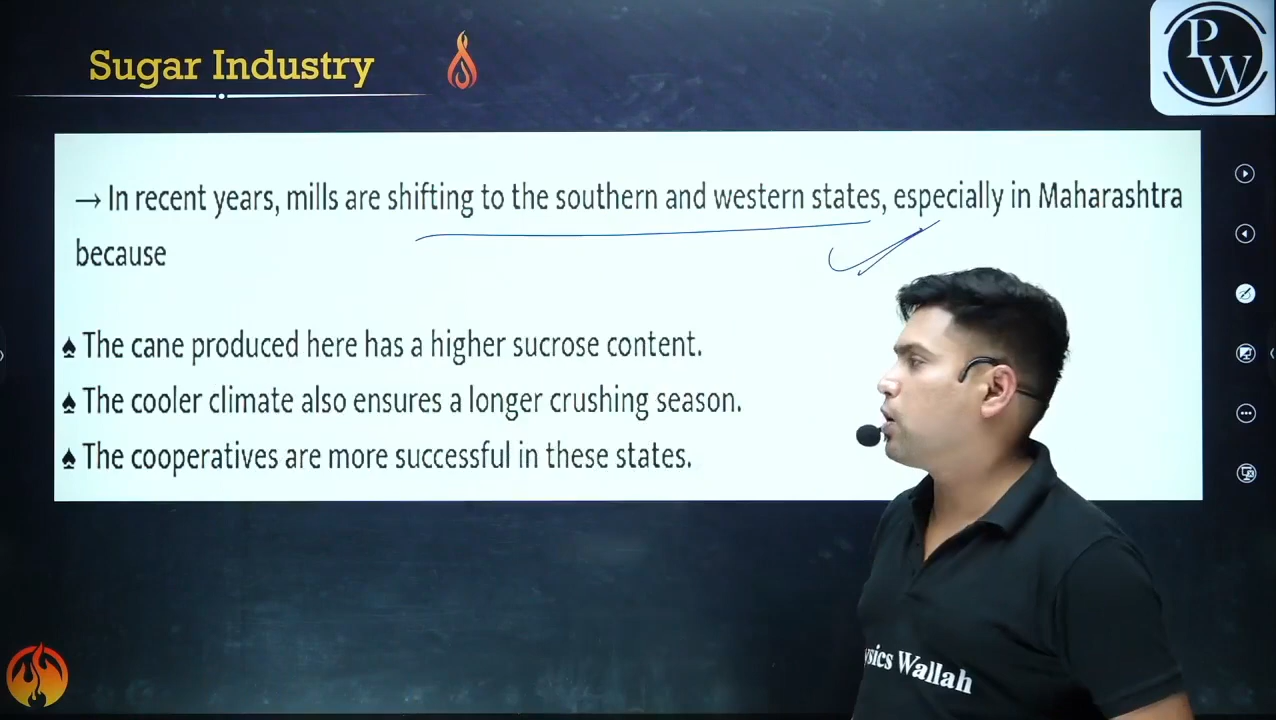 Sugar Industry
PW
→ In recent years, mills are shifting to the southern and western states, especially in Maharashtra
because
♠ The cane produced here has a higher sucrose content.
♠ The cooler climate also ensures a longer crushing season.
♠ The cooperatives are more successful in these states.
sics Wallah